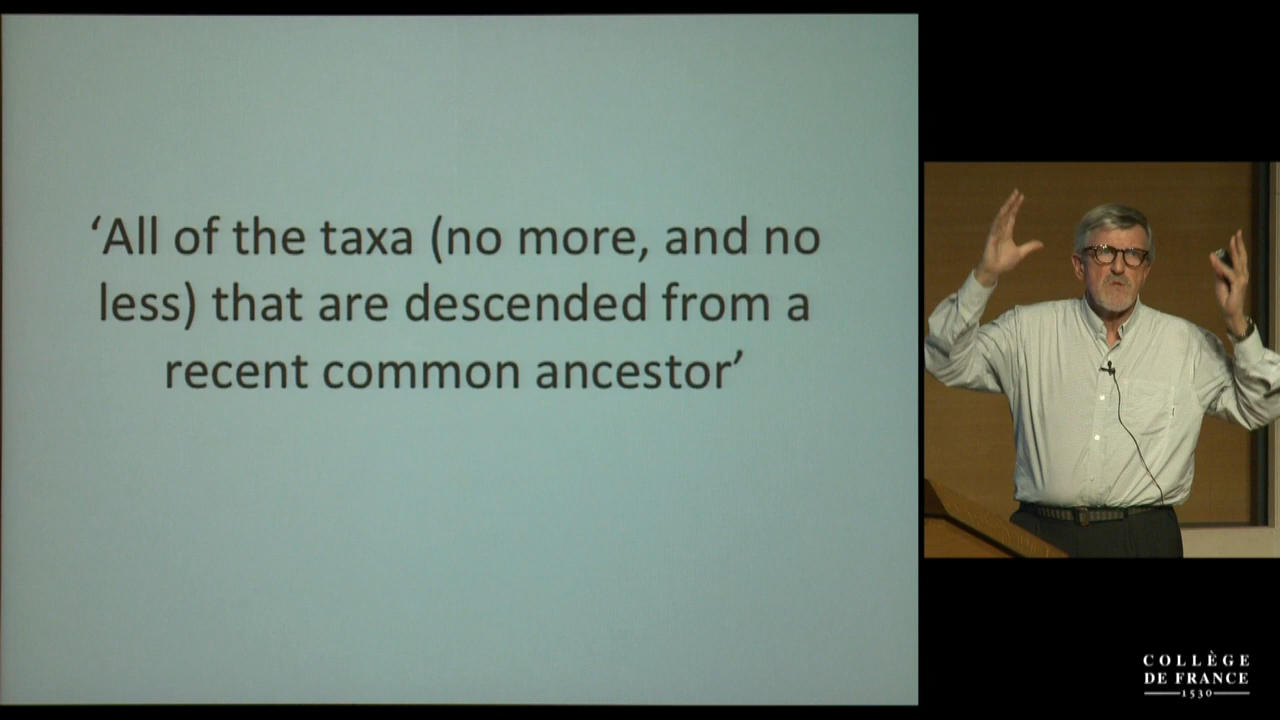 ‘All of the taxa (no more, and no
less) that are descended from a
recent common ancestor’
COLLÈGE
DE FRANCE
1530